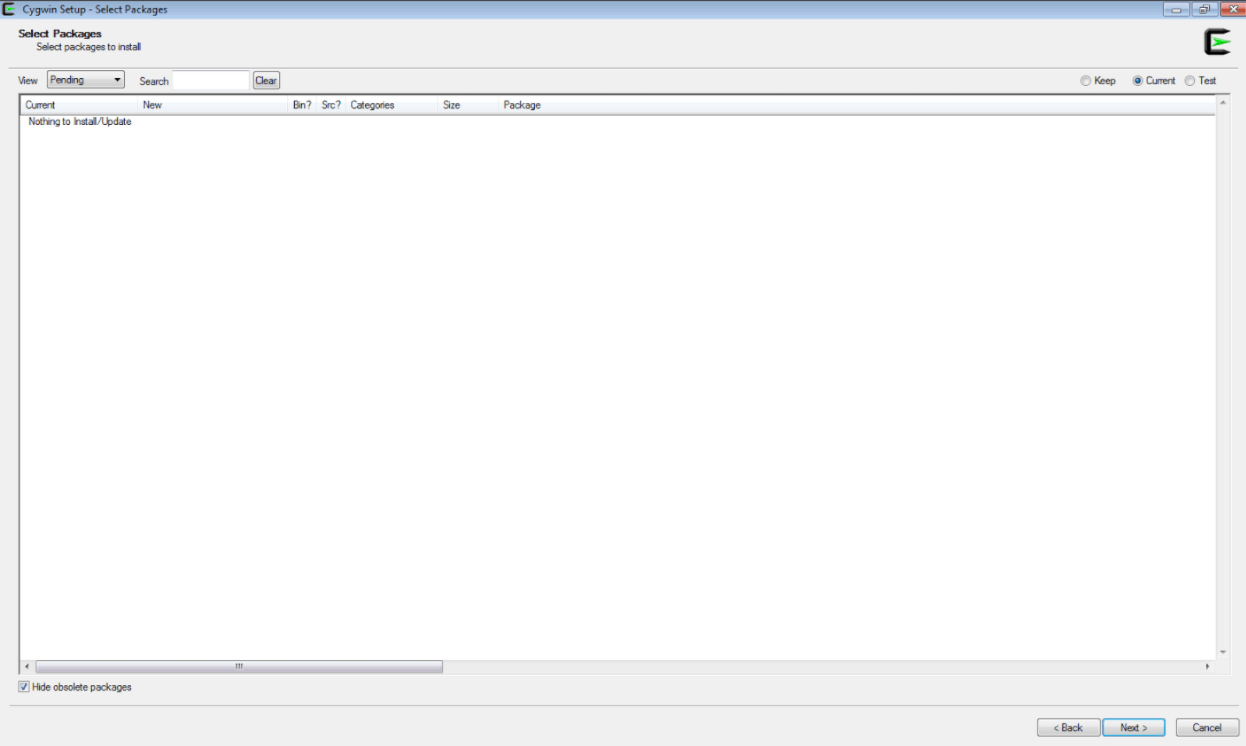 Cygwin Setup - Select Packages
Select Packages
Select packages to install
View Pending Search Clear Keep Current Test
Current New Bin? Src? Categories Size Package
Nothing to Install/Update
Hide obsolete packages
< Back Next > Cancel